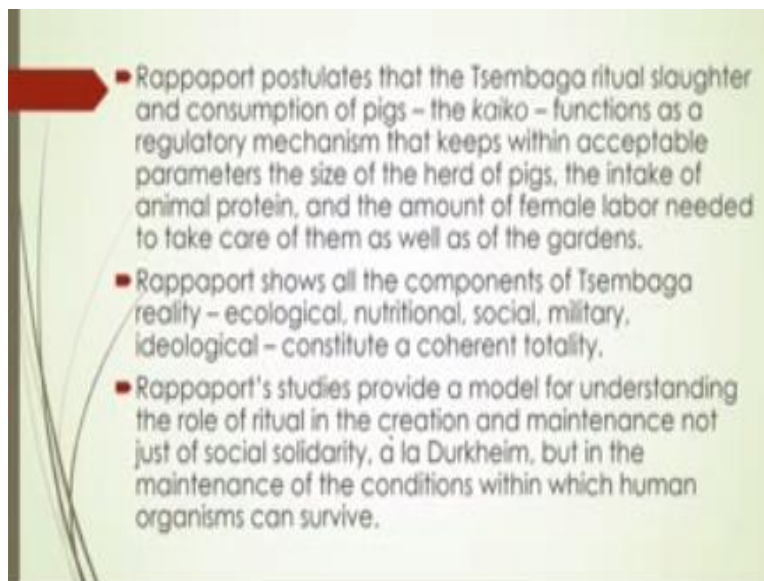 Rappaport postulates that the Tsembaga ritual slaughter
and consumption of pigs – the kaiko – functions as a
regulatory mechanism that keeps within acceptable
parameters the size of the herd of pigs, the intake of
animal protein, and the amount of female labor needed
to take care of them as well as of the gardens.
Rappaport shows all the components of Tsembaga
reality – ecological, nutritional, social, military,
ideological – constitute a coherent totality.
Rappaport's studies provide a model for understanding
the role of ritual in the creation and maintenance not
just of social solidarity, à la Durkheim, but in the
maintenance of the conditions within which human
organisms can survive.